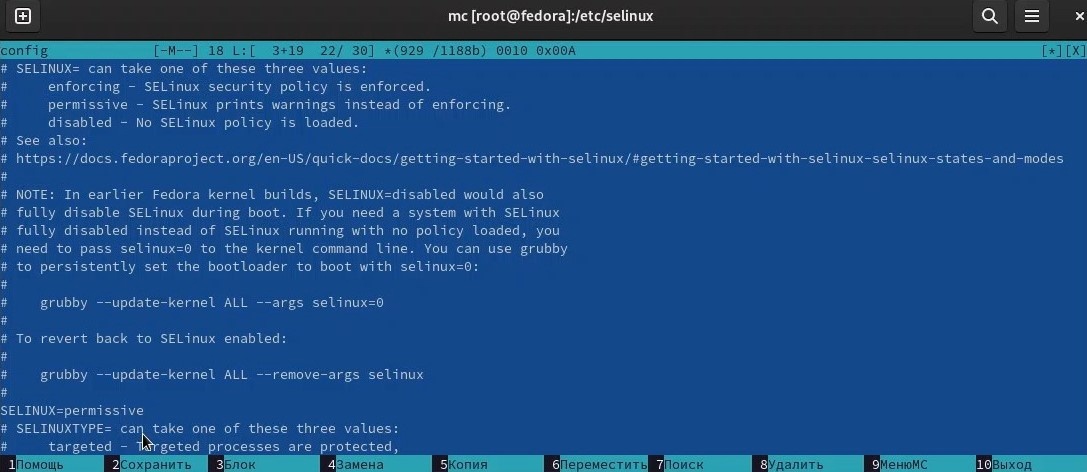 mc [root@fedora]:/etc/selinux
config [-M--] 18 L:[ 3+19 22/ 30] *(929 /1188b) 0010 0x00A [*][X]
# SELINUX= can take one of these three values:
#     enforcing - SELinux security policy is enforced.
#     permissive - SELinux prints warnings instead of enforcing.
#     disabled - No SELinux policy is loaded.
# See also:
# https://docs.fedoraproject.org/en-US/quick-docs/getting-started-with-selinux/#getting-started-with-selinux-selinux-states-and-modes
#
# NOTE: In earlier Fedora kernel builds, SELINUX=disabled would also
# fully disable SELinux during boot. If you need a system with SELinux
# fully disabled instead of SELinux running with no policy loaded, you
# need to pass selinux=0 to the kernel command line. You can use grubby
# to persistently set the bootloader to boot with selinux=0:
#
#    grubby --update-kernel ALL --args selinux=0
#
# To revert back to SELinux enabled:
#
#    grubby --update-kernel ALL --remove-args selinux
#
SELINUX=permissive
# SELINUXTYPE= can take one of these three values:
#     targeted - Targeted processes are protected,
1Помощь 2Сохранить 3Блок 4Замена 5Копия 6Переместить 7Поиск 8Удалить 9МенюMC 10Выход